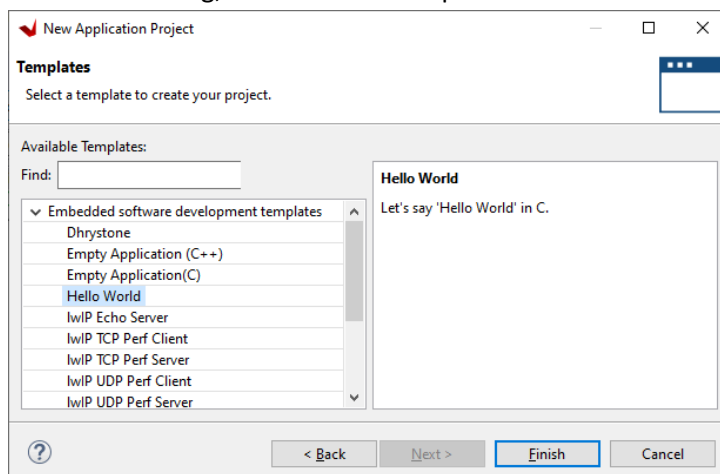 New Application Project
Templates
Select a template to create your project.
Available Templates:
Find:
Embedded software development templates
Dhrystone
Empty Application (C++)
Empty Application(C)
Hello World
lwIP Echo Server
lwIP TCP Perf Client
lwIP TCP Perf Server
lwIP UDP Perf Client
lwIP UDP Perf Server
Hello World
Let's say 'Hello World' in C.
?
< Back
Next >
Finish
Cancel